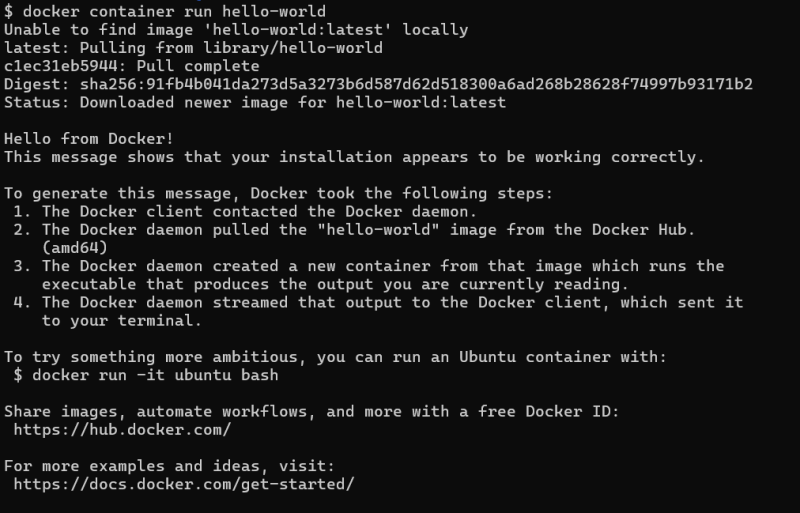 $ docker container run hello-world
Unable to find image 'hello-world:latest' locally
latest: Pulling from library/hello-world
c1ec31eb5944: Pull complete
Digest: sha256:91fb4b041da273d5a3273b6d587d62d518300a6ad268b28628f74997b93171b2
Status: Downloaded newer image for hello-world:latest

Hello from Docker!
This message shows that your installation appears to be working correctly.

To generate this message, Docker took the following steps:
 1. The Docker client contacted the Docker daemon.
 2. The Docker daemon pulled the "hello-world" image from the Docker Hub.
    (amd64)
 3. The Docker daemon created a new container from that image which runs the
    executable that produces the output you are currently reading.
 4. The Docker daemon streamed that output to the Docker client, which sent it
    to your terminal.

To try something more ambitious, you can run an Ubuntu container with:
 $ docker run -it ubuntu bash

Share images, automate workflows, and more with a free Docker ID:
 https://hub.docker.com/

For more examples and ideas, visit:
 https://docs.docker.com/get-started/